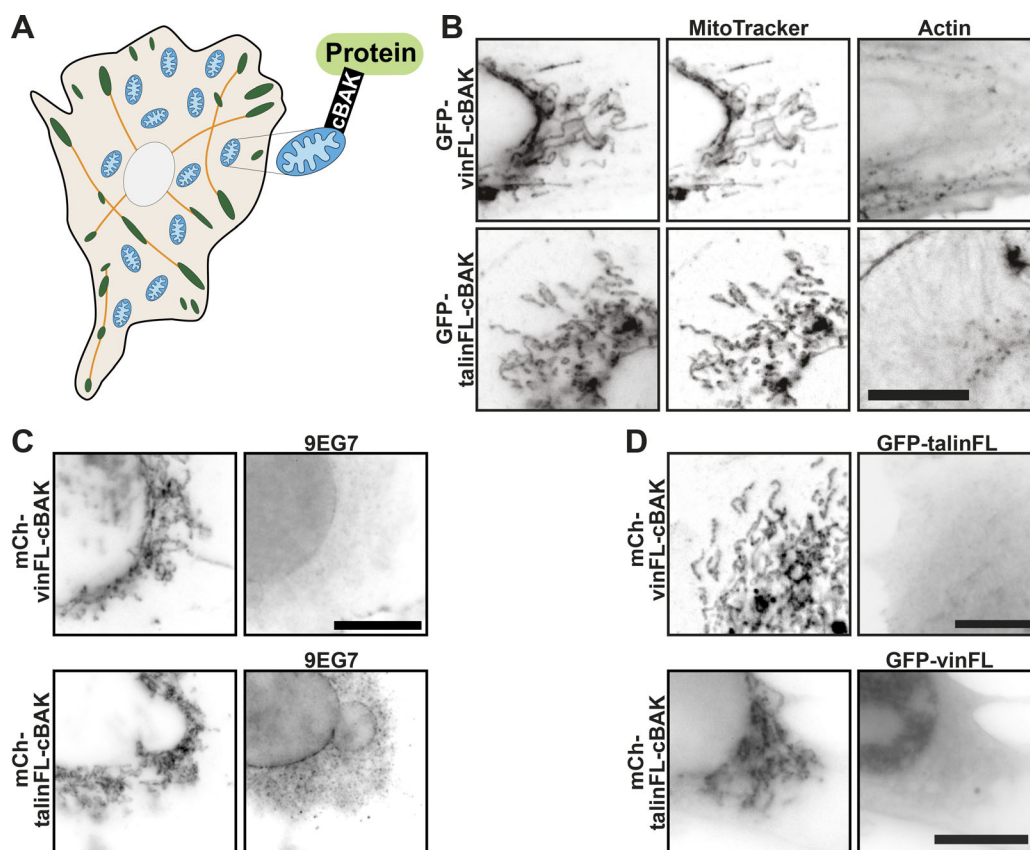 A
Protein
cBAK
B
MitoTracker
Actin
GFP-
vinFL-cBAK
GFP-
talinFL-cBAK
C
9EG7
mCh-
vinFL-cBAK
9EG7
mCh-
talinFL-cBAK
D
GFP-talinFL
mCh-
vinFL-cBAK
GFP-vinFL
mCh-
talinFL-cBAK